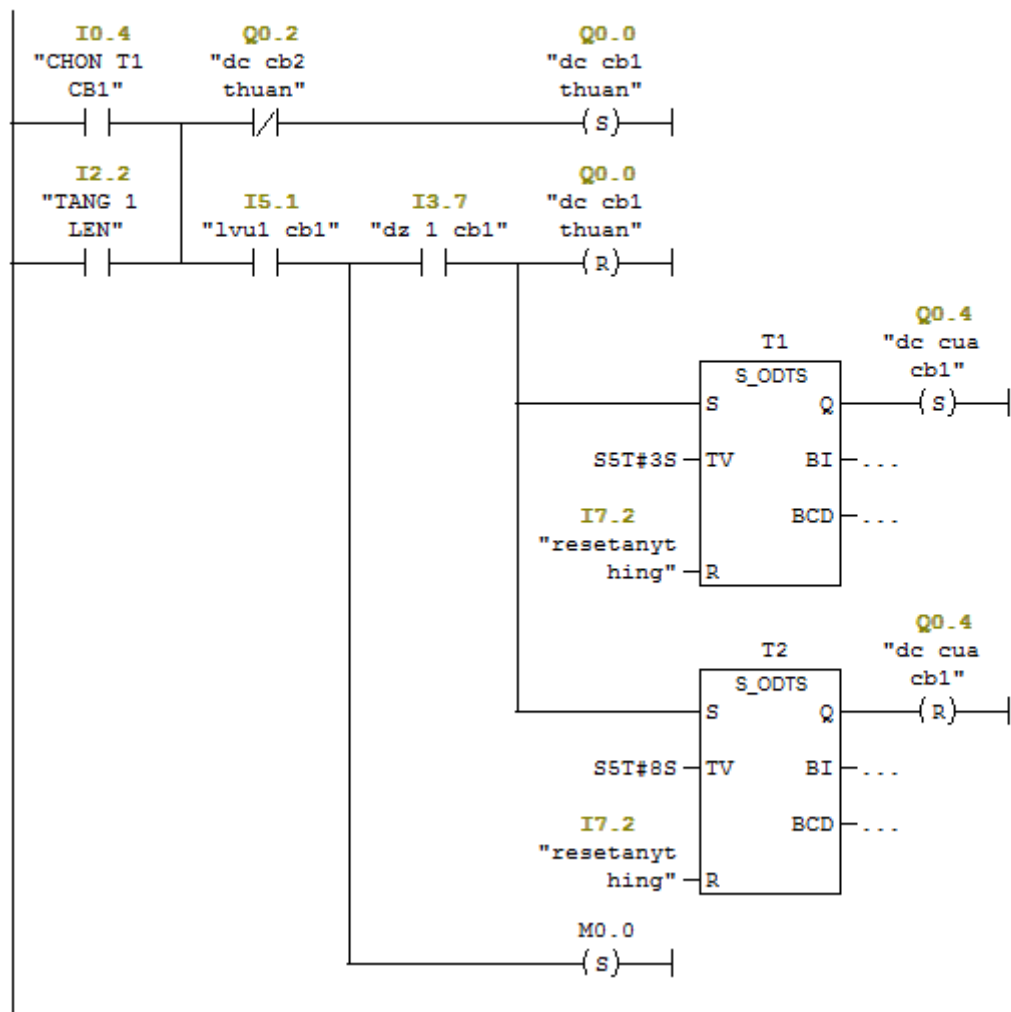 I0.4 Q0.2 Q0.0
"CHON T1 "dc cb2 "dc cb1
CB1" thuan" thuan"
/ S
I2.2 Q0.0
"TANG 1 I5.1 I3.7 "dc cb1
LEN" "lvu1 cb1" "dz 1 cb1" thuan"
R
Q0.4
T1 "dc cua
S_ODTS cb1"
S Q S
S5T#3S TV BI ...
I7.2 BCD ...
"resetanyt
hing" R
Q0.4
T2 "dc cua
S_ODTS cb1"
S Q R
S5T#8S TV BI ...
I7.2 BCD ...
"resetanyt
hing" R
M0.0
S